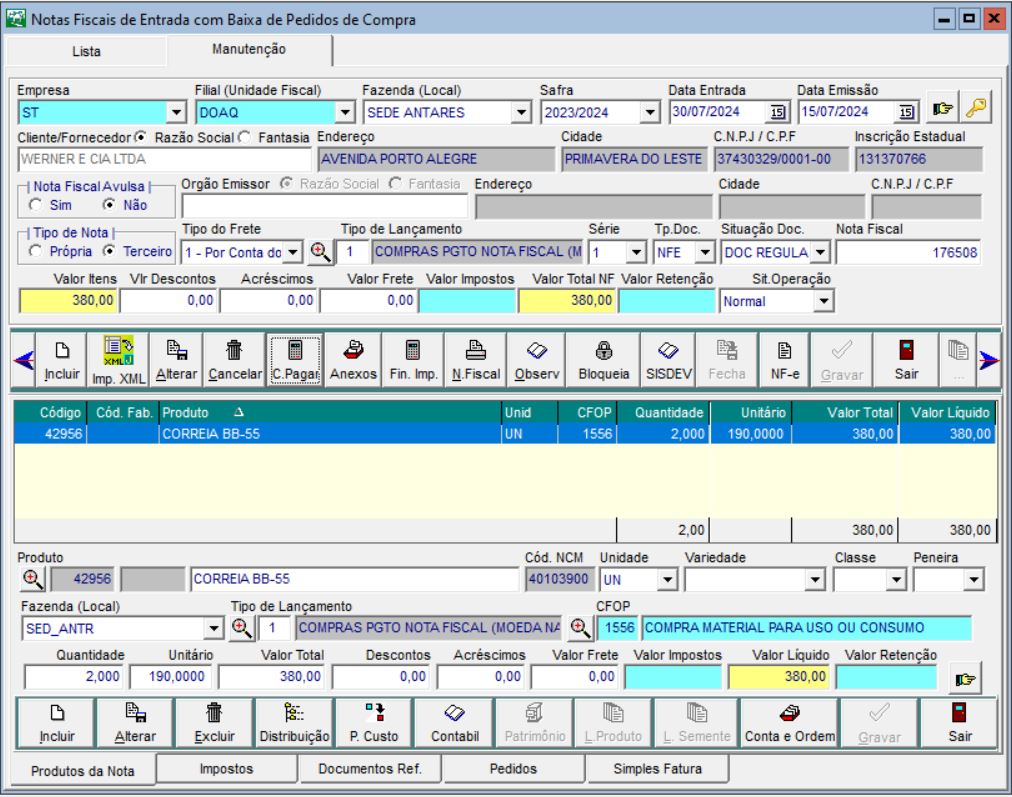 Notas Fiscais de Entrada com Baixa de Pedidos de Compra
Lista Manutenção
Empresa Filial (Unidade Fiscal) Fazenda (Local) Safra Data Entrada Data Emissão
ST DOAQ SEDE ANTARES 2023/2024 30/07/2024 15 15/07/2024 15
Cliente/Fornecedor Razão Social Fantasia Endereço Cidade C.N.P.J / C.P.F Inscrição Estadual
WERNER E CIA LTDA AVENIDA PORTO ALEGRE PRIMAVERA DO LESTE 37430329/0001-00 131370766
| Nota Fiscal Avulsa | Orgão Emissor Razão Social Fantasia Endereço Cidade C.N.P.J / C.P.F
Sim Não
| Tipo de Nota | Tipo do Frete Tipo de Lançamento Série Tp.Doc. Situação Doc. Nota Fiscal
Própria Terceiro 1 - Por Conta do 1 COMPRAS PGTO NOTA FISCAL (M 1 NFE DOC REGULA 176508
Valor Itens Vlr Descontos Acréscimos Valor Frete Valor Impostos Valor Total NF Valor Retenção Sit.Operação
380,00 0,00 0,00 0,00 380,00 Normal
Incluir Imp. XML Alterar Cancelar C.Pagar Anexos Fin. Imp. N.Fiscal Observ Bloqueia SISDEV Fecha NF-e Gravar Sair ...
Código Cód. Fab. Produto Unid CFOP Quantidade Unitário Valor Total Valor Líquido
42956 CORREIA BB-55 UN 1556 2,000 190,0000 380,00 380,00
2,00 380,00 380,00
Produto Cód. NCM Unidade Variedade Classe Peneira
42956 CORREIA BB-55 40103900 UN
Fazenda (Local) Tipo de Lançamento CFOP
SED_ANTR 1 COMPRAS PGTO NOTA FISCAL (MOEDA NA 1556 COMPRA MATERIAL PARA USO OU CONSUMO
Quantidade Unitário Valor Total Descontos Acréscimos Valor Frete Valor Impostos Valor Líquido Valor Retenção
2,000 190,0000 380,00 0,00 0,00 0,00 380,00
Incluir Alterar Excluir Distribuição P. Custo Contabil Patrimônio L.Produto L. Semente Conta e Ordem Gravar Sair
Produtos da Nota Impostos Documentos Ref. Pedidos Simples Fatura